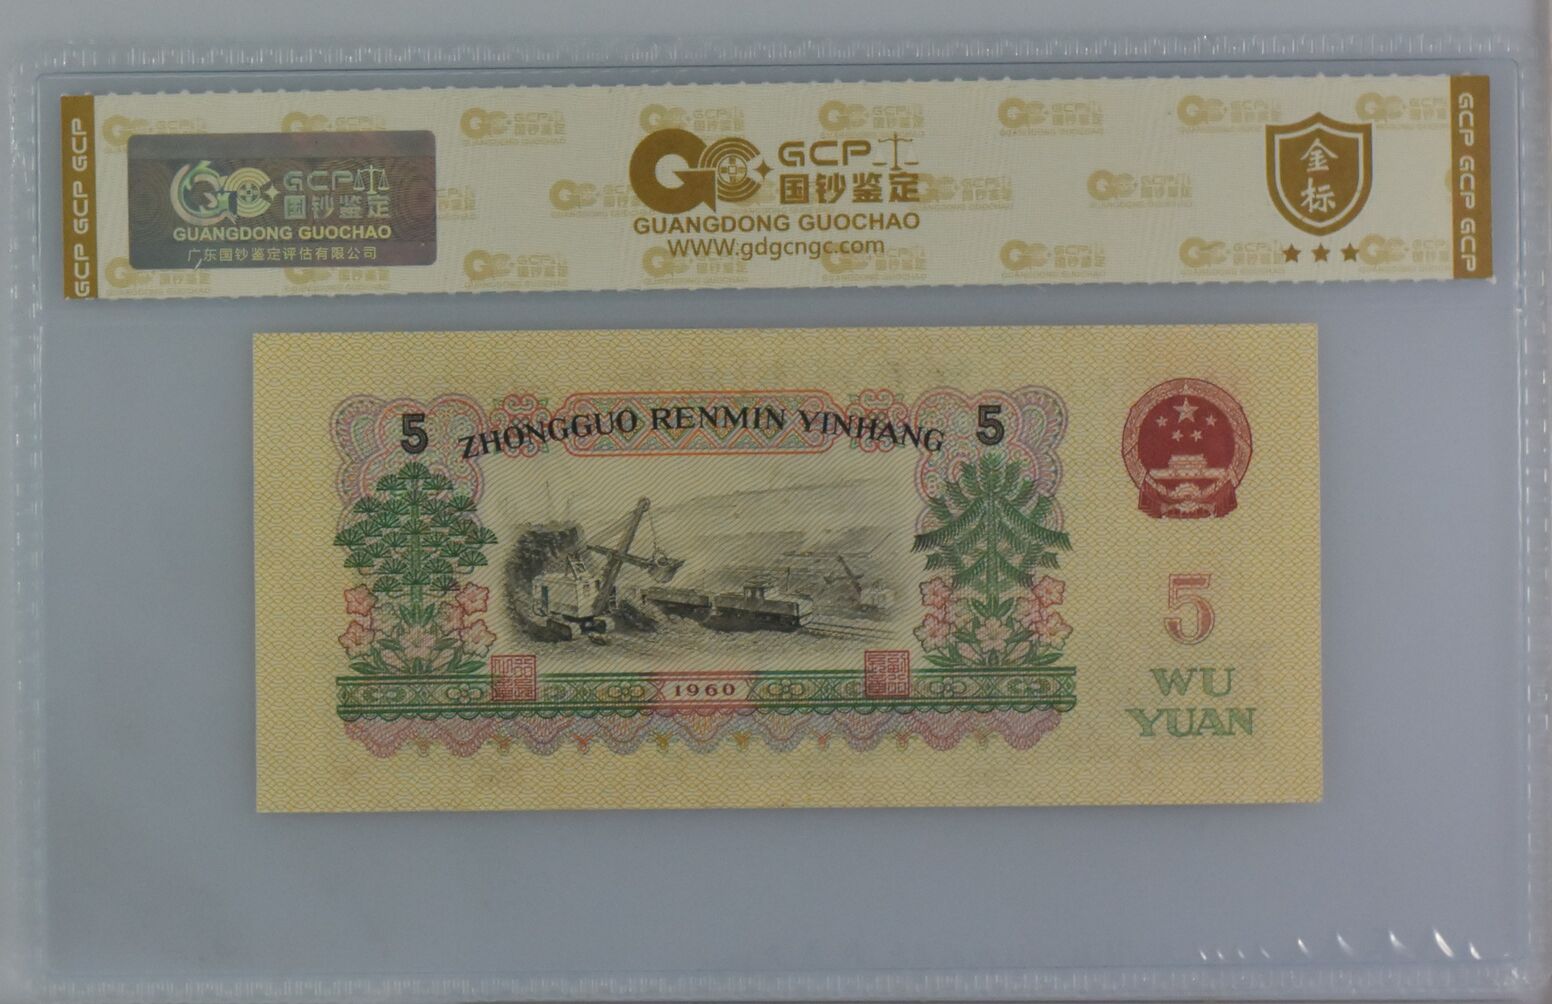 GCP GCP GCP
GCP 国钞鉴定
GUANGDONG GUOCHAO
广东国钞鉴定评估有限公司
GCP
国钞鉴定
GUANGDONG GUOCHAO
WWW.gdgcngc.com
金标
GCP GCP GCP
5 ZHONGGUO RENMIN YINHANG 5
1960
5
WU
YUAN